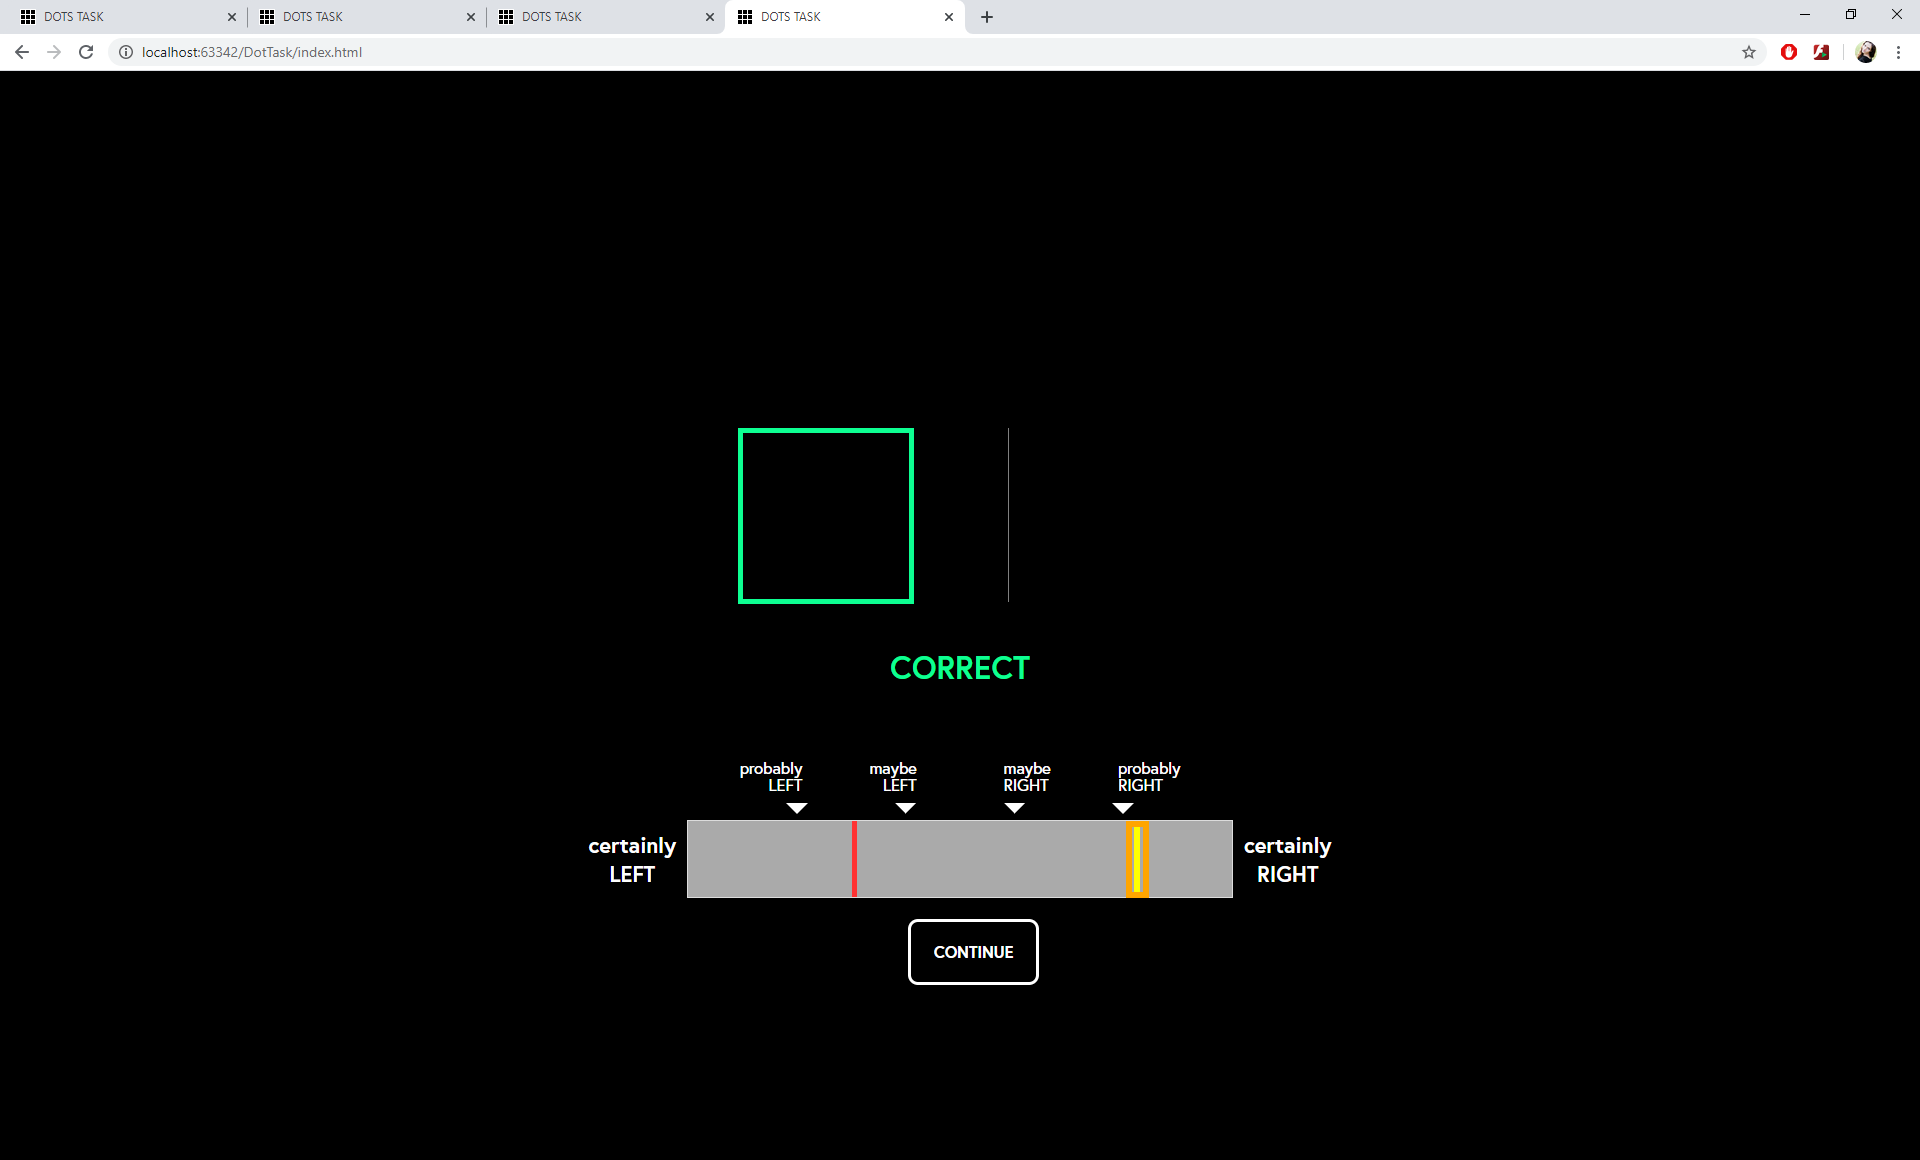 DOTS TASK
DOTS TASK
DOTS TASK
DOTS TASK
localhost:63342/DotTask/index.html
CORRECT
probably
LEFT
maybe
LEFT
maybe
RIGHT
probably
RIGHT
certainly
LEFT
certainly
RIGHT
CONTINUE